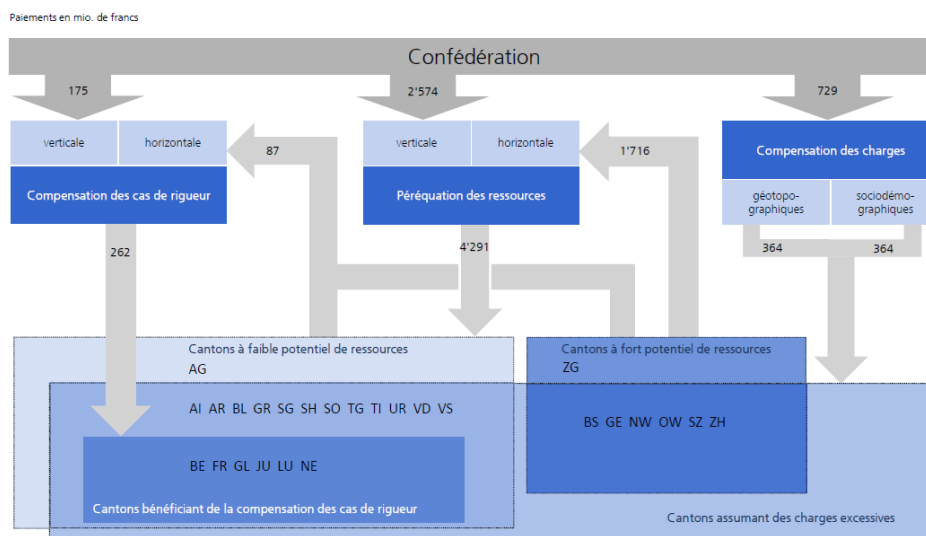 Paiements en mio. de francs
Confédération
175
2'574
729
verticale
horizontale
87
verticale
horizontale
1'716
Compensation des charges
Compensation des cas de rigueur
Péréquation des ressources
géotopo-
graphiques
sociodémo-
graphiques
262
4'291
364
364
Cantons à faible potentiel de ressources
AG
Cantons à fort potentiel de ressources
ZG
AI AR BL GR SG SH SO TG TI UR VD VS
BS GE NW OW SZ ZH
BE FR GL JU LU NE
Cantons bénéficiant de la compensation des cas de rigueur
Cantons assumant des charges excessives